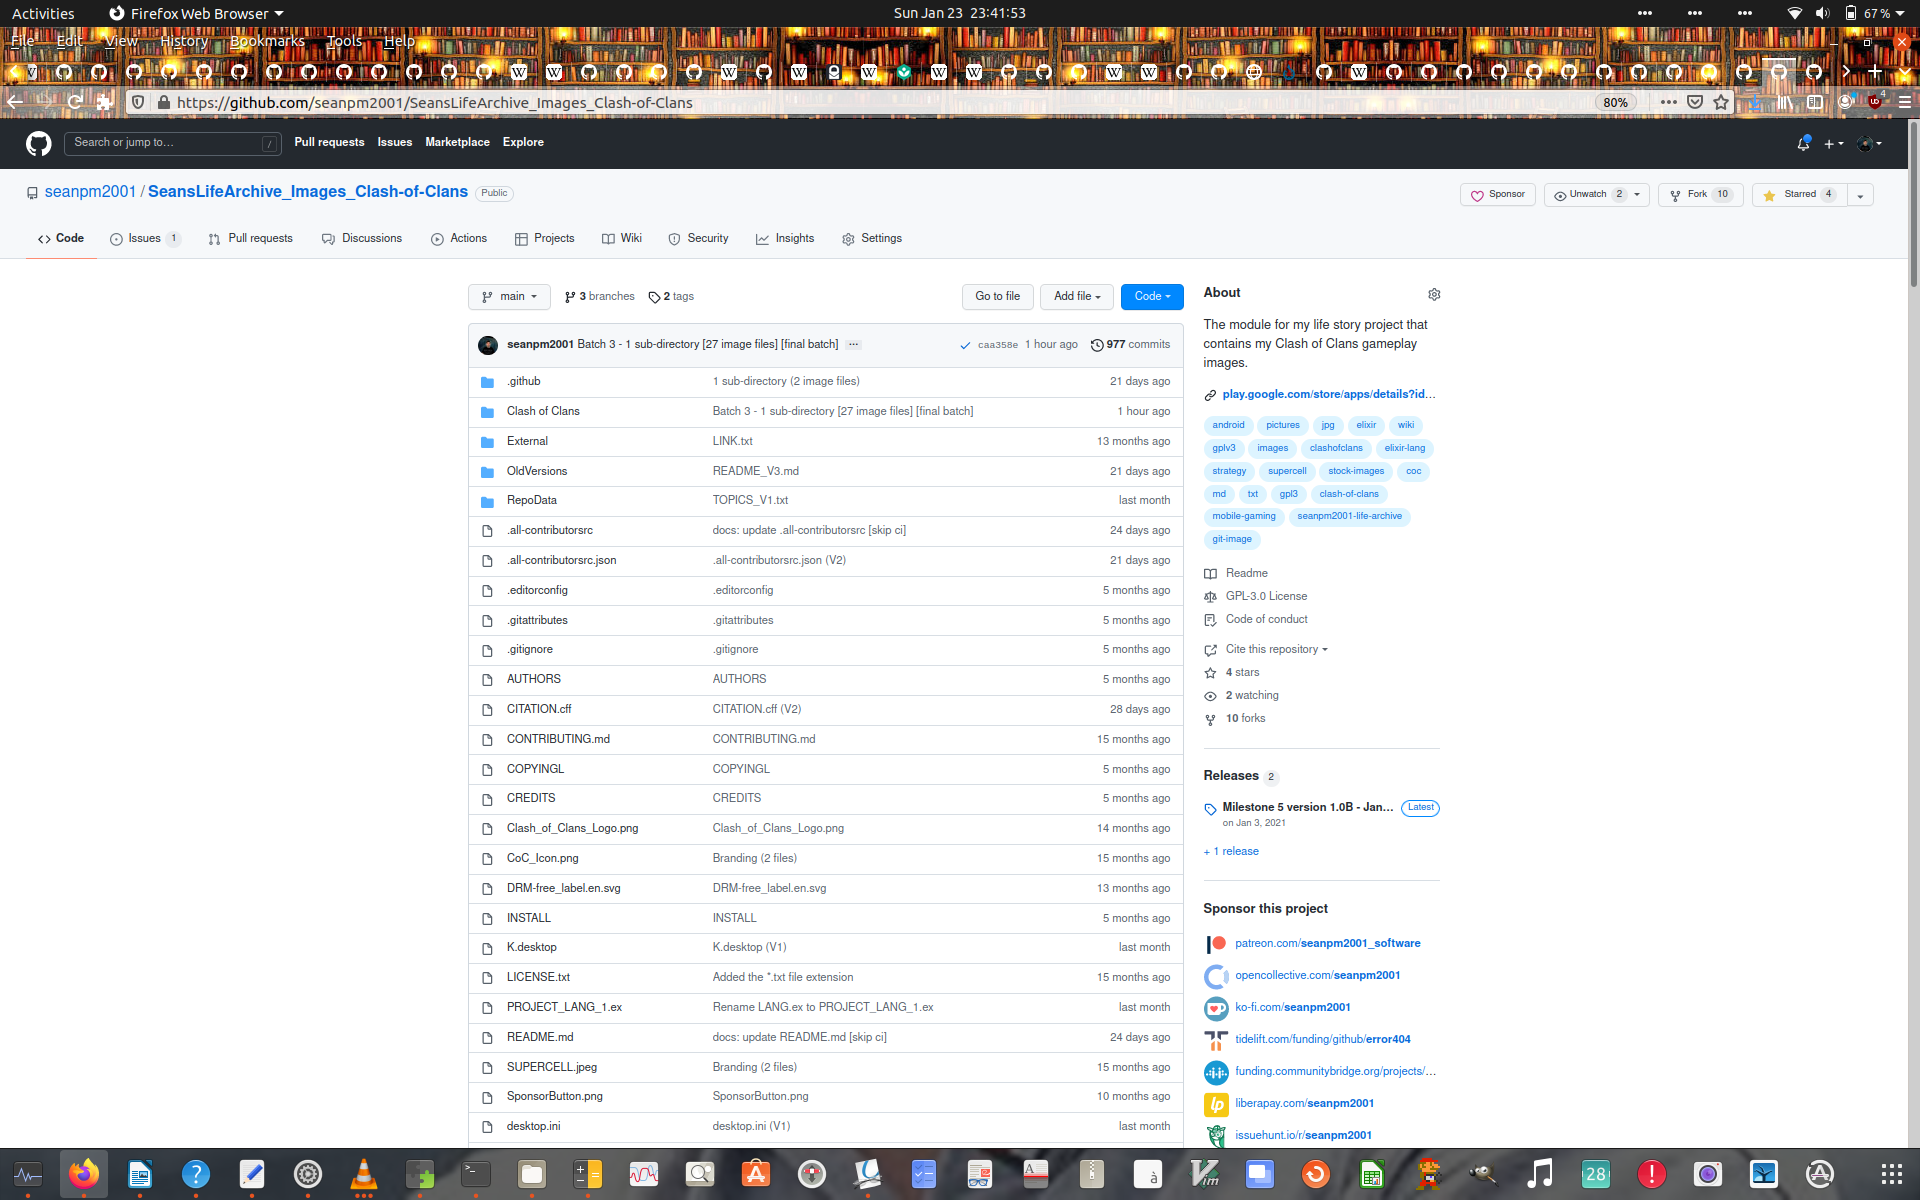 Activities Firefox Web Browser Sun Jan 23 23:41:53 67 %
File Edit View History Bookmarks Tools Help
https://github.com/seanpm2001/SeansLifeArchive_Images_Clash-of-Clans 80% 4
Search or jump to... / Pull requests Issues Marketplace Explore
seanpm2001 / SeansLifeArchive_Images_Clash-of-Clans Public Sponsor Unwatch 2 Fork 10 Starred 4
Code Issues 1 Pull requests Discussions Actions Projects Wiki Security Insights Settings
main 3 branches 2 tags Go to file Add file Code
seanpm2001 Batch 3 - 1 sub-directory [27 image files] [final batch] ... caa358e 1 hour ago 977 commits
.github 1 sub-directory (2 image files) 21 days ago
Clash of Clans Batch 3 - 1 sub-directory [27 image files] [final batch] 1 hour ago
External LINK.txt 13 months ago
OldVersions README_V3.md 21 days ago
RepoData TOPICS_V1.txt last month
.all-contributorsrc docs: update .all-contributorsrc [skip ci] 24 days ago
.all-contributorsrc.json .all-contributorsrc.json (V2) 21 days ago
.editorconfig .editorconfig 5 months ago
.gitattributes .gitattributes 5 months ago
.gitignore .gitignore 5 months ago
AUTHORS AUTHORS 5 months ago
CITATION.cff CITATION.cff (V2) 28 days ago
CONTRIBUTING.md CONTRIBUTING.md 15 months ago
COPYINGL COPYINGL 5 months ago
CREDITS CREDITS 5 months ago
Clash_of_Clans_Logo.png Clash_of_Clans_Logo.png 14 months ago
CoC_Icon.png Branding (2 files) 15 months ago
DRM-free_label.en.svg DRM-free_label.en.svg 13 months ago
INSTALL INSTALL 5 months ago
K.desktop K.desktop (V1) last month
LICENSE.txt Added the *.txt file extension 15 months ago
PROJECT_LANG_1.ex Rename LANG.ex to PROJECT_LANG_1.ex last month
README.md docs: update README.md [skip ci] 24 days ago
SUPERCELL.jpeg Branding (2 files) 15 months ago
SponsorButton.png SponsorButton.png 10 months ago
desktop.ini desktop.ini (V1) last month
About
The module for my life story project that
contains my Clash of Clans gameplay
images.
play.google.com/store/apps/details?id...
android pictures jpg elixir wiki
gplv3 images clashofclans elixir-lang
strategy supercell stock-images coc
md txt gpl3 clash-of-clans
mobile-gaming seanpm2001-life-archive
git-image
Readme
GPL-3.0 License
Code of conduct
Cite this repository
4 stars
2 watching
10 forks
Releases 2
Milestone 5 version 1.0B - Jan... Latest
on Jan 3, 2021
+ 1 release
Sponsor this project
patreon.com/seanpm2001_software
opencollective.com/seanpm2001
ko-fi.com/seanpm2001
tidelift.com/funding/github/error404
funding.communitybridge.org/projects/...
liberapay.com/seanpm2001
issuehunt.io/r/seanpm2001
28